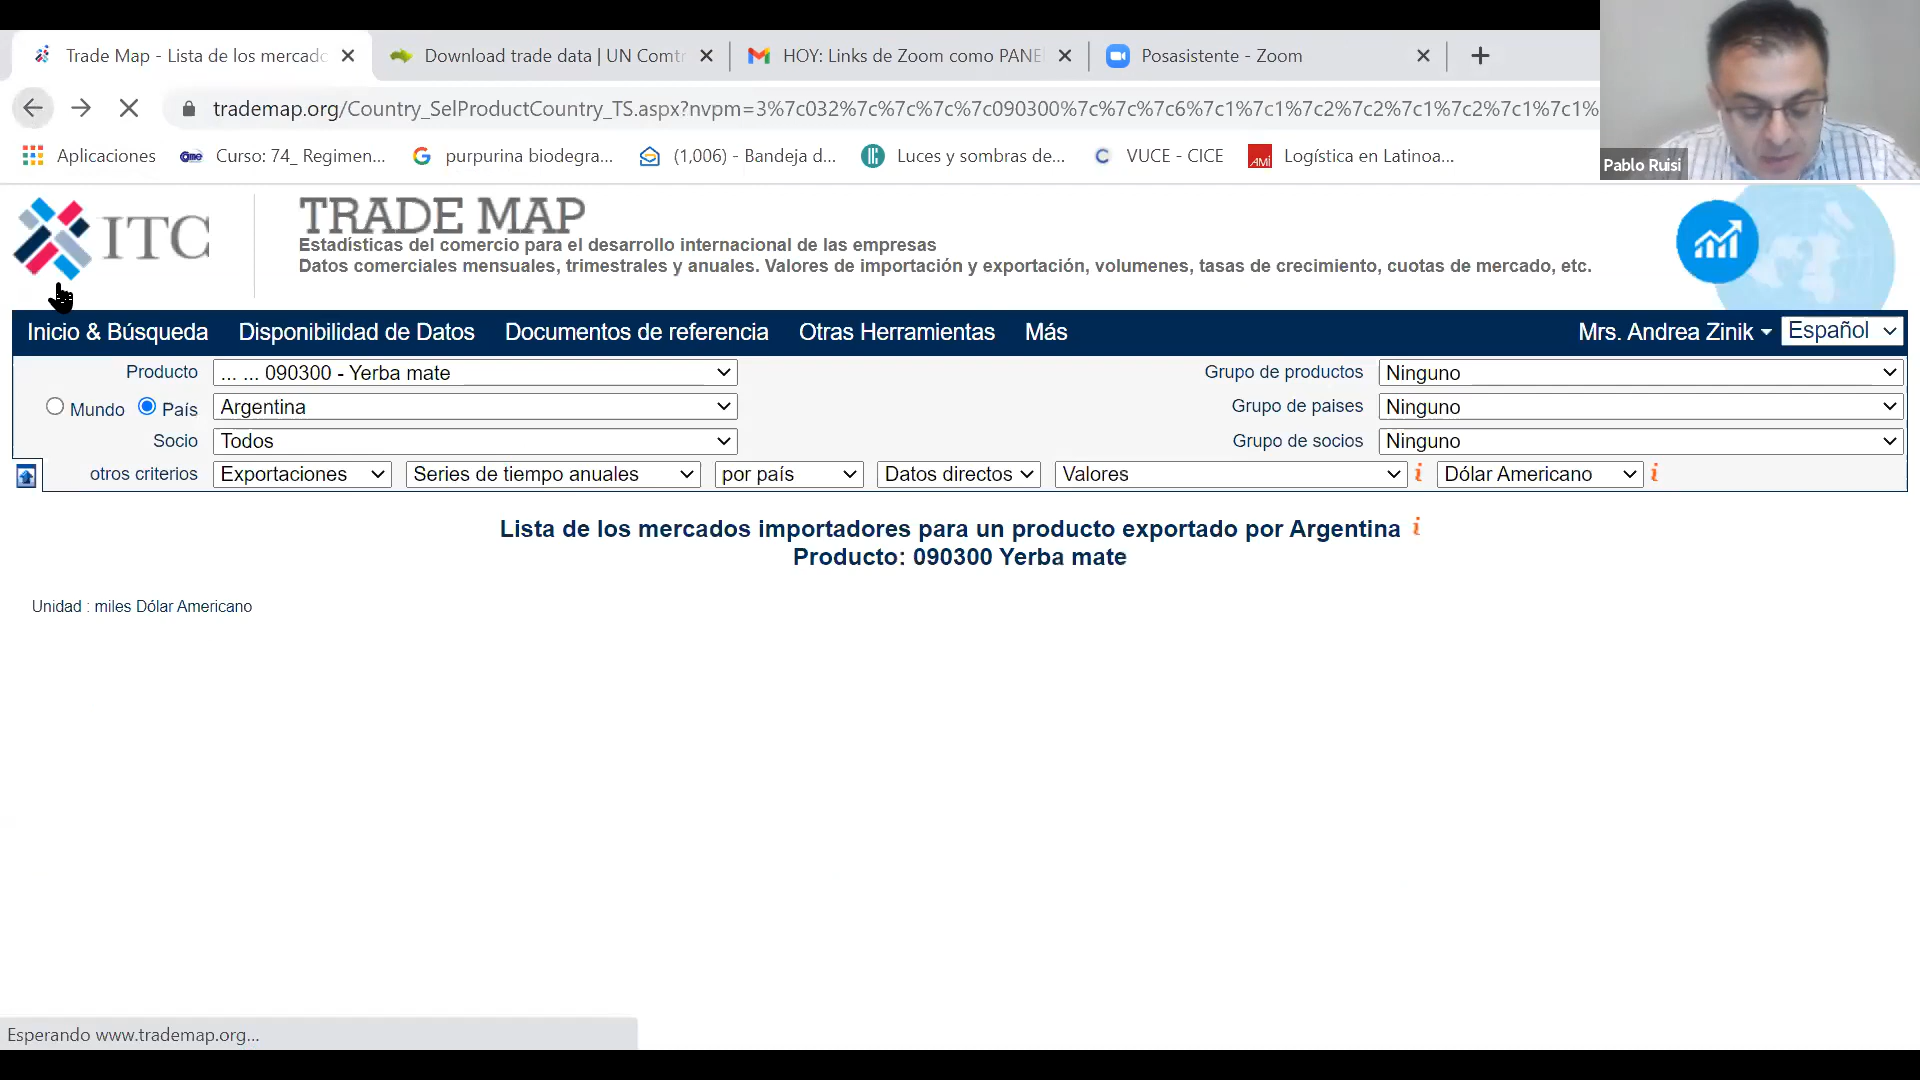 Trade Map - Lista de los mercado
Download trade data | UN Comtr
HOY: Links de Zoom como PANE
Posasistente - Zoom
trademap.org/Country_SelProductCountry_TS.aspx?nvpm=3%7c032%7c%7c%7c%7c090300%7c%7c%7c6%7c1%7c1%7c2%7c2%7c1%7c2%7c1%7c1%
Aplicaciones
Curso: 74_ Regimen...
purpurina biodegra...
(1,006) - Bandeja d...
Luces y sombras de...
VUCE - CICE
Logística en Latinoa...
Pablo Ruisi
ITC
TRADE MAP
Estadísticas del comercio para el desarrollo internacional de las empresas
Datos comerciales mensuales, trimestrales y anuales. Valores de importación y exportación, volumenes, tasas de crecimiento, cuotas de mercado, etc.
Inicio & Búsqueda Disponibilidad de Datos Documentos de referencia Otras Herramientas Más Mrs. Andrea Zinik Español
Producto ... ... 090300 - Yerba mate Grupo de productos Ninguno
Mundo País Argentina Grupo de paises Ninguno
Socio Todos Grupo de socios Ninguno
otros criterios Exportaciones Series de tiempo anuales por país Datos directos Valores i Dólar Americano i
Lista de los mercados importadores para un producto exportado por Argentina i
Producto: 090300 Yerba mate
Unidad : miles Dólar Americano
Esperando www.trademap.org...